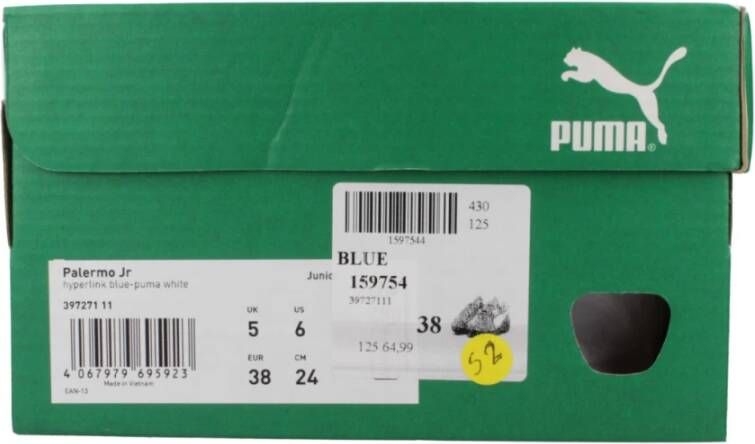 PUMA®
430
125
1597544
BLUE
159754
39727111
38
125 64,99
52
Palermo Jr
hyperlink blue-puma white
Junio
397271 11
UK US
5 6
EUR CM
38 24
4 067979 695923
Made in Vietnam
EAN-13